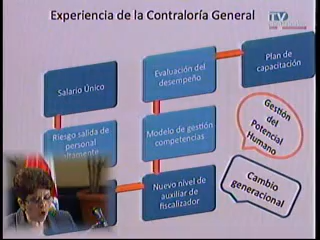 Experiencia de la Contraloría General
TV
Salario Único
Evaluación del
desempeño
Plan de
capacitación
Riesgo salida de
personal
altamente
Modelo de gestión
competencias
Gestión
del
Potencial
Humano
Nuevo nivel de
auxiliar de
fiscalizador
Cambio
generacional